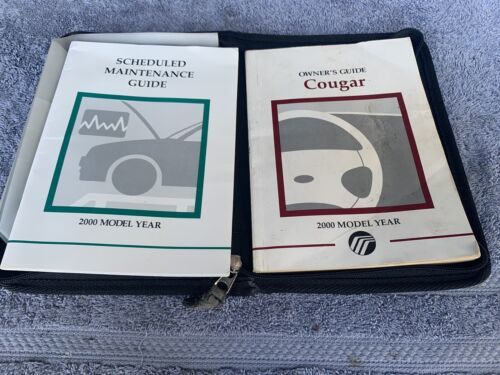 SCHEDULED
MAINTENANCE
GUIDE
2000 MODEL YEAR
OWNER'S GUIDE
Cougar
2000 MODEL YEAR